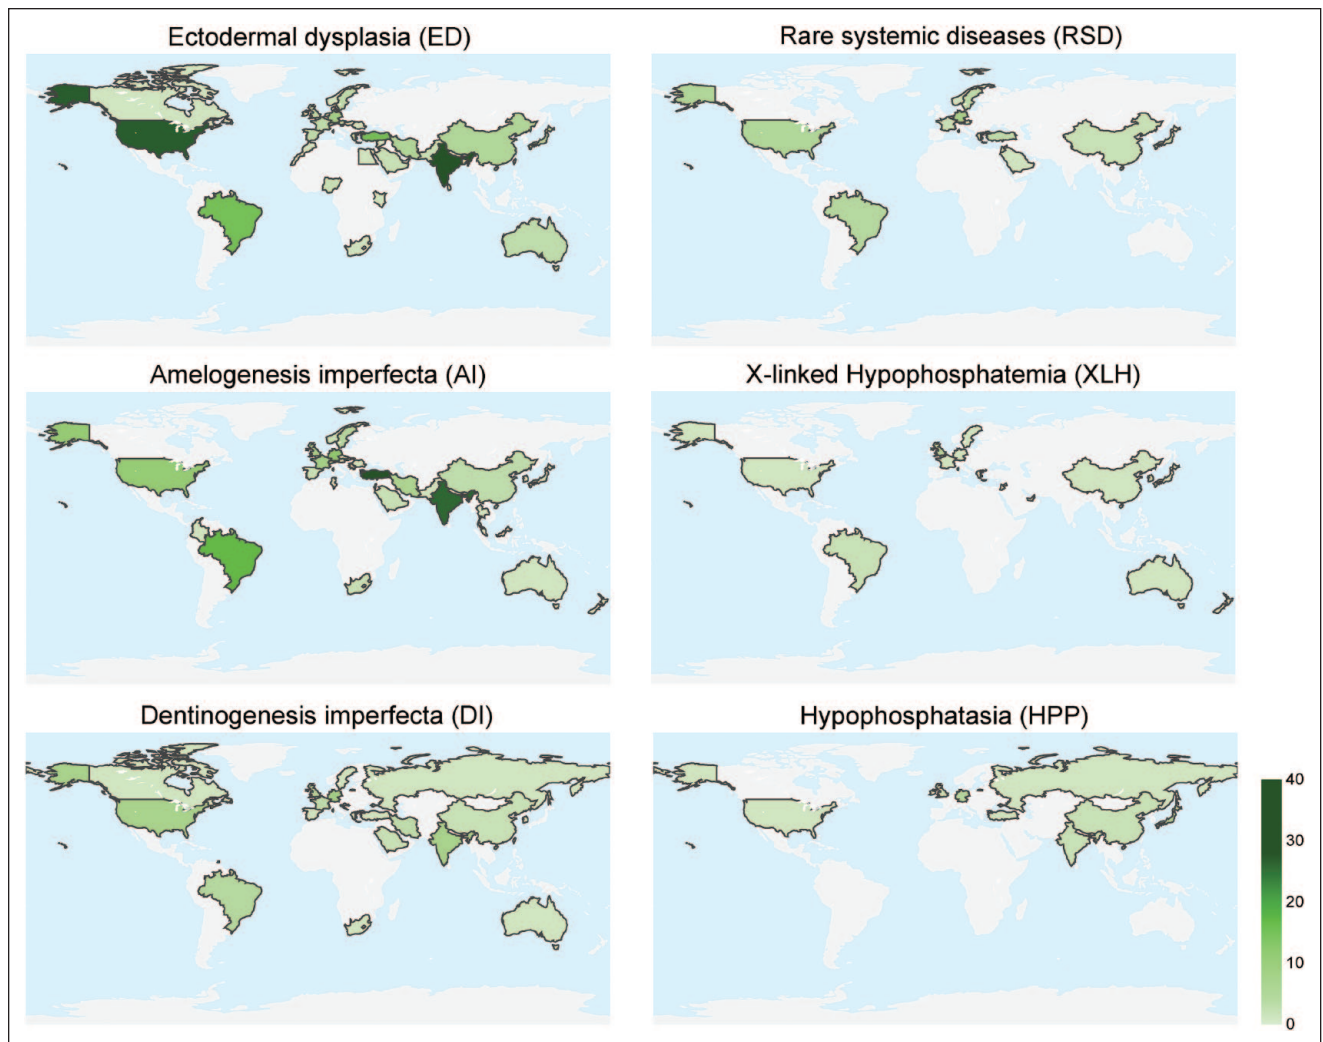 Ectodermal dysplasia (ED)
Rare systemic diseases (RSD)
Amelogenesis imperfecta (AI)
X-linked Hypophosphatemia (XLH)
Dentinogenesis imperfecta (DI)
Hypophosphatasia (HPP)
40
30
20
10
0